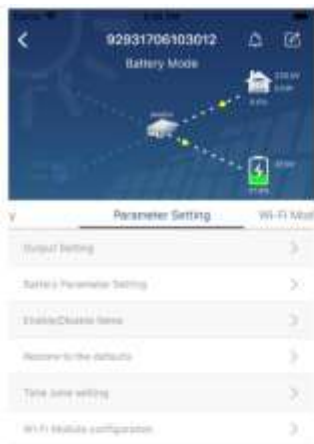 92931706103012
Battery Mode
Parameter Setting
Wi-Fi Mod
Output Setting
Battery Parameter Setting
Enable/Disable Items
Restore to the defaults
Time zone setting
Wi-Fi Module configuration